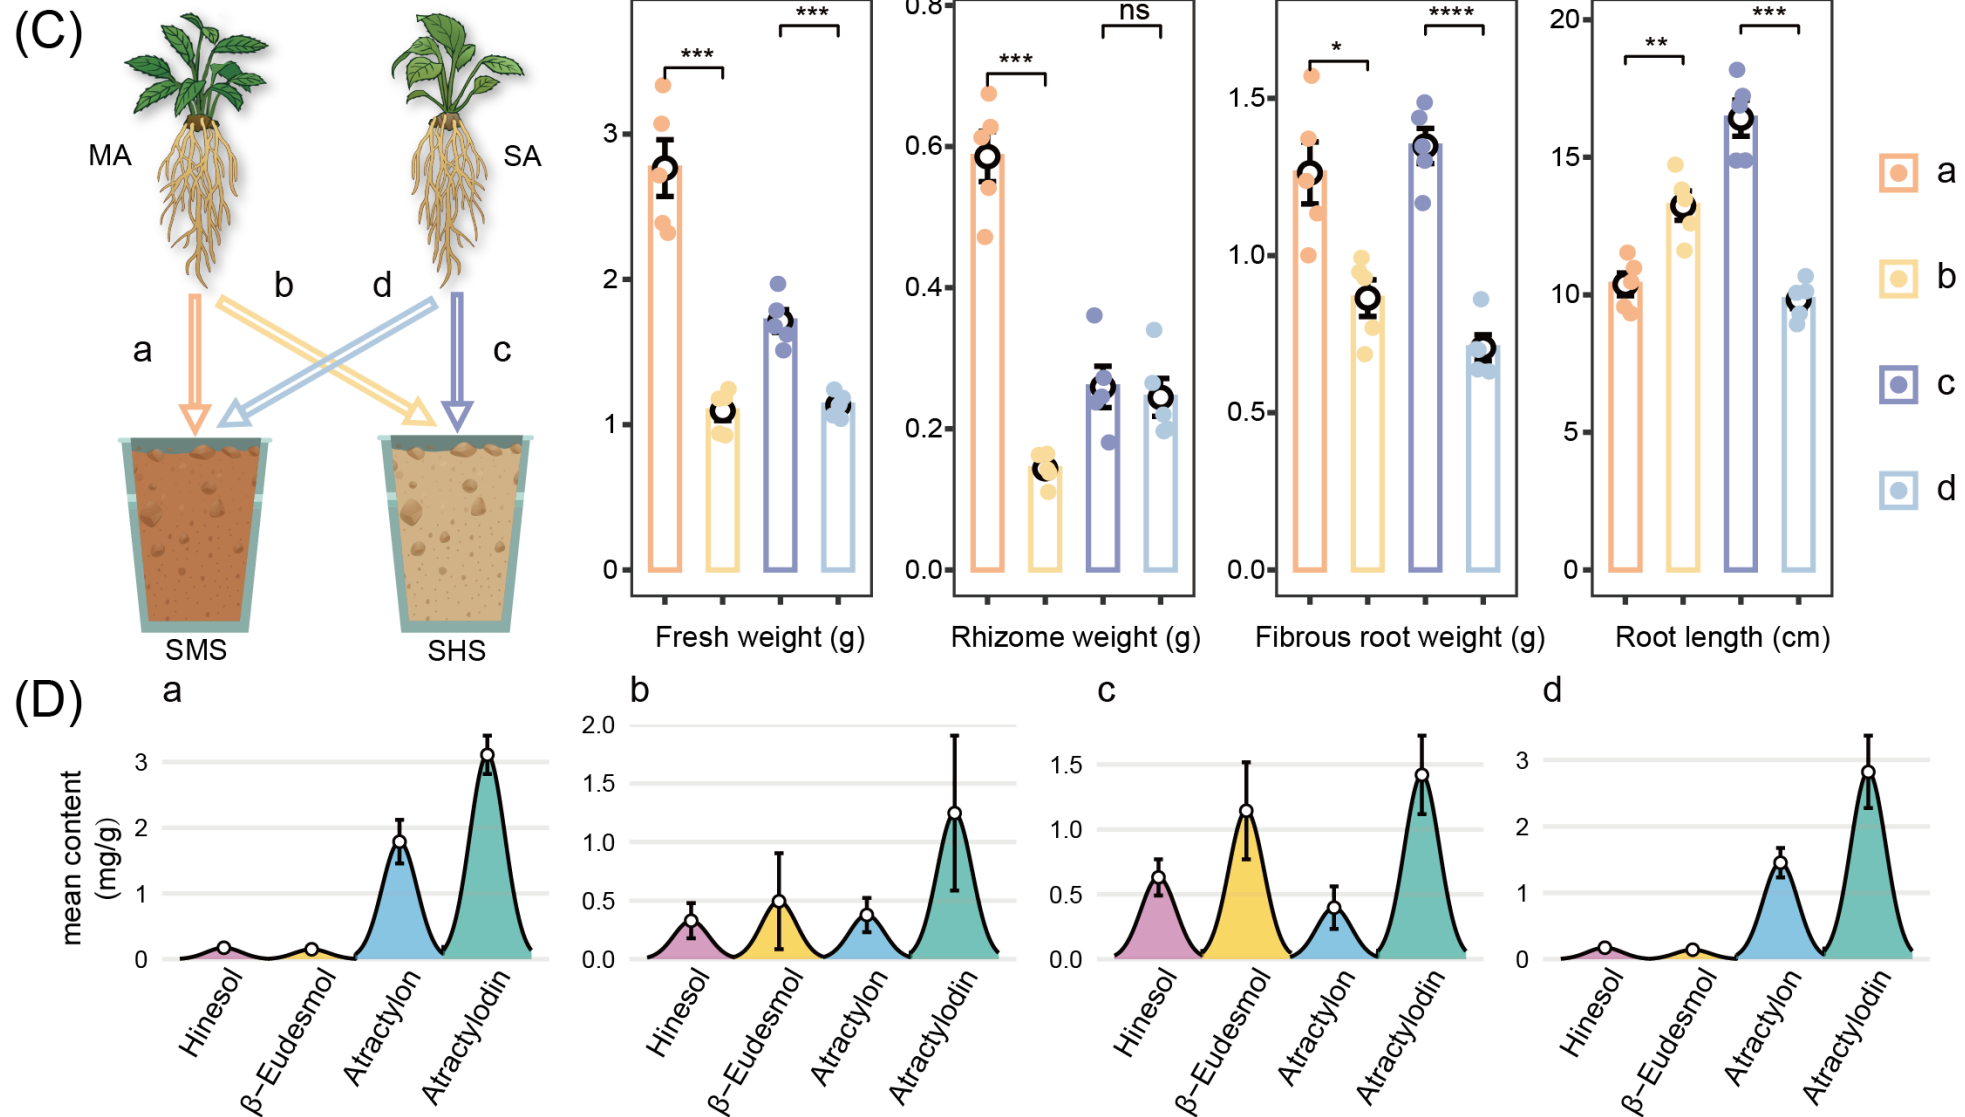 (C)
MA
SA
b
d
a
c
SMS
SHS
***
***
3
2
1
0
Fresh weight (g)
***
ns
0.8
0.6
0.4
0.2
0.0
Rhizome weight (g)
*
****
1.5
1.0
0.5
0.0
Fibrous root weight (g)
**
***
20
15
10
5
0
Root length (cm)
a
b
c
d
(D)
a
mean content
(mg/g)
3
2
1
0
Hinesol
β−Eudesmol
Atractylon
Atractylodin
b
2.0
1.5
1.0
0.5
0.0
Hinesol
β−Eudesmol
Atractylon
Atractylodin
c
1.5
1.0
0.5
0.0
Hinesol
β−Eudesmol
Atractylon
Atractylodin
d
3
2
1
0
Hinesol
β−Eudesmol
Atractylon
Atractylodin